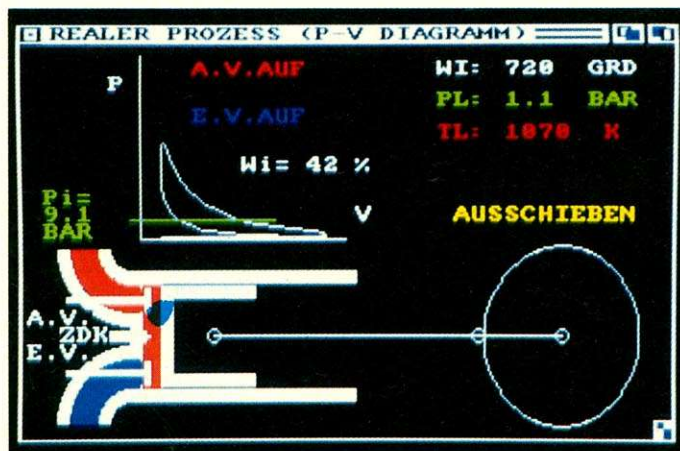 REALER PROZESS (P-V DIAGRAMM)
P
A.V.AUF
E.V.AUF
Wi= 42 %
V
WI: 720 GRD
PL: 1.1 BAR
TL: 1070 K
Pi=
9.1
BAR
AUSSCHIEBEN
A.V.
ZDK
E.V.